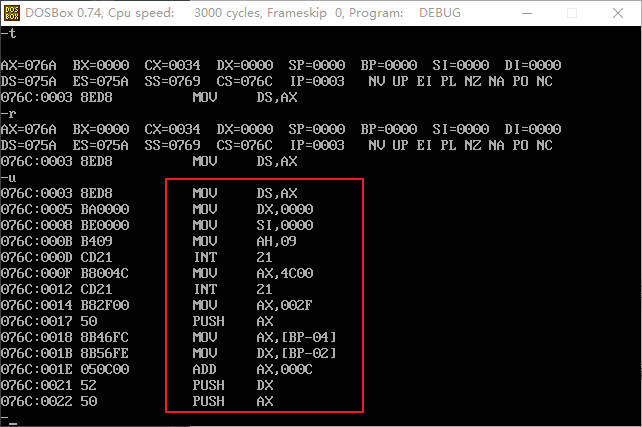 DOSBox 0.74, Cpu speed: 3000 cycles, Frameskip 0, Program: DEBUG
-t
AX=076A BX=0000 CX=0034 DX=0000 SP=0000 BP=0000 SI=0000 DI=0000
DS=075A ES=075A SS=0769 CS=076C IP=0003 NV UP EI PL NZ NA PO NC
076C:0003 8ED8 MOV DS,AX
-r
AX=076A BX=0000 CX=0034 DX=0000 SP=0000 BP=0000 SI=0000 DI=0000
DS=075A ES=075A SS=0769 CS=076C IP=0003 NV UP EI PL NZ NA PO NC
076C:0003 8ED8 MOV DS,AX
-u
076C:0003 8ED8 MOV DS,AX
076C:0005 BA0000 MOV DX,0000
076C:0008 BE0000 MOV SI,0000
076C:000B B409 MOV AH,09
076C:000D CD21 INT 21
076C:000F B8004C MOV AX,4C00
076C:0012 CD21 INT 21
076C:0014 B82F00 MOV AX,002F
076C:0017 50 PUSH AX
076C:0018 8B46FC MOV AX,[BP-04]
076C:001B 8B56FE MOV DX,[BP-02]
076C:001E 050C00 ADD AX,000C
076C:0021 52 PUSH DX
076C:0022 50 PUSH AX
-_